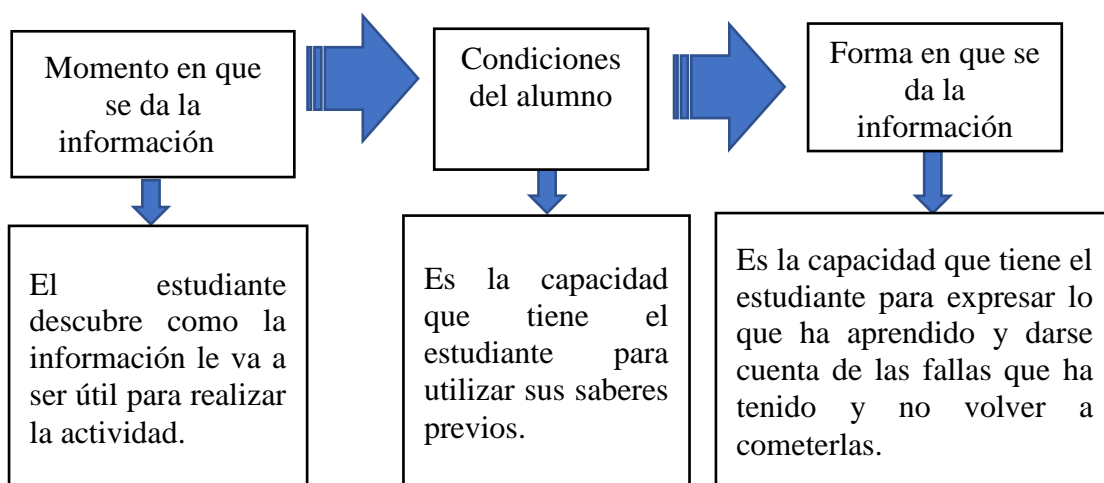 Momento en que
se da la
información
Condiciones
del alumno
Forma en que se
da la
información
El estudiante
descubre como la
información le va a
ser útil para realizar
la actividad.
Es la capacidad
que tiene el
estudiante para
utilizar sus saberes
previos.
Es la capacidad que tiene el
estudiante para expresar lo
que ha aprendido y darse
cuenta de las fallas que ha
tenido y no volver a
cometerlas.